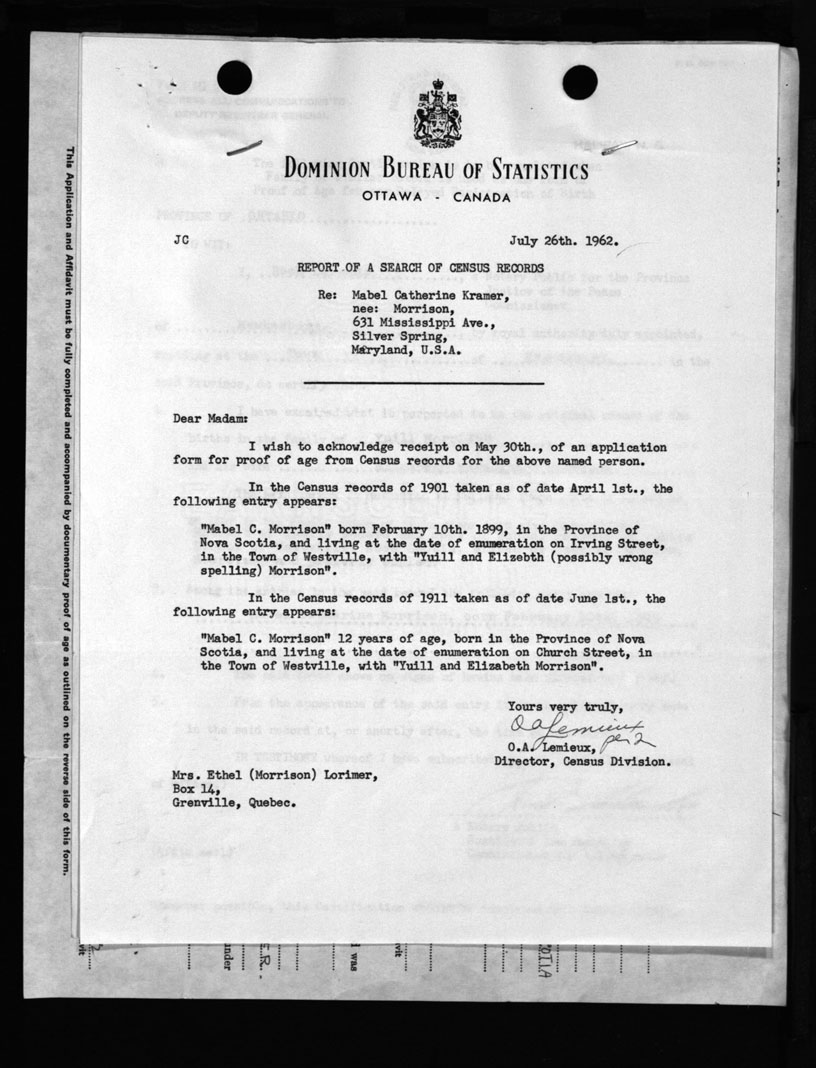 DOMINION BUREAU OF STATISTICS
OTTAWA - CANADA
JC
July 26th. 1962.
REPORT OF A SEARCH OF CENSUS RECORDS
Re: Mabel Catherine Kramer,
nee: Morrison,
631 Mississippi Ave.,
Silver Spring,
Maryland, U.S.A.
Dear Madam:
I wish to acknowledge receipt on May 30th., of an application
form for proof of age from Census records for the above named person.
In the Census records of 1901 taken as of date April 1st., the
following entry appears:
"Mabel C. Morrison" born February 10th. 1899, in the Province of
Nova Scotia, and living at the date of enumeration on Irving Street,
in the Town of Westville, with "Yuill and Elizebth (possibly wrong
spelling) Morrison".
In the Census records of 1911 taken as of date June 1st., the
following entry appears:
"Mabel C. Morrison" 12 years of age, born in the Province of Nova
Scotia, and living at the date of enumeration on Church Street, in
the Town of Westville, with "Yuill and Elizabeth Morrison".
Yours very truly,
OALemieux
per
O.A. Lemieux,
Director, Census Division.
Mrs. Ethel (Morrison) Lorimer,
Box 14,
Grenville, Quebec.
This Application and Affidavit must be fully completed and accompanied by documentary proof of age as outlined on the reverse side of this form.
under
E.R.
I was
OTIA